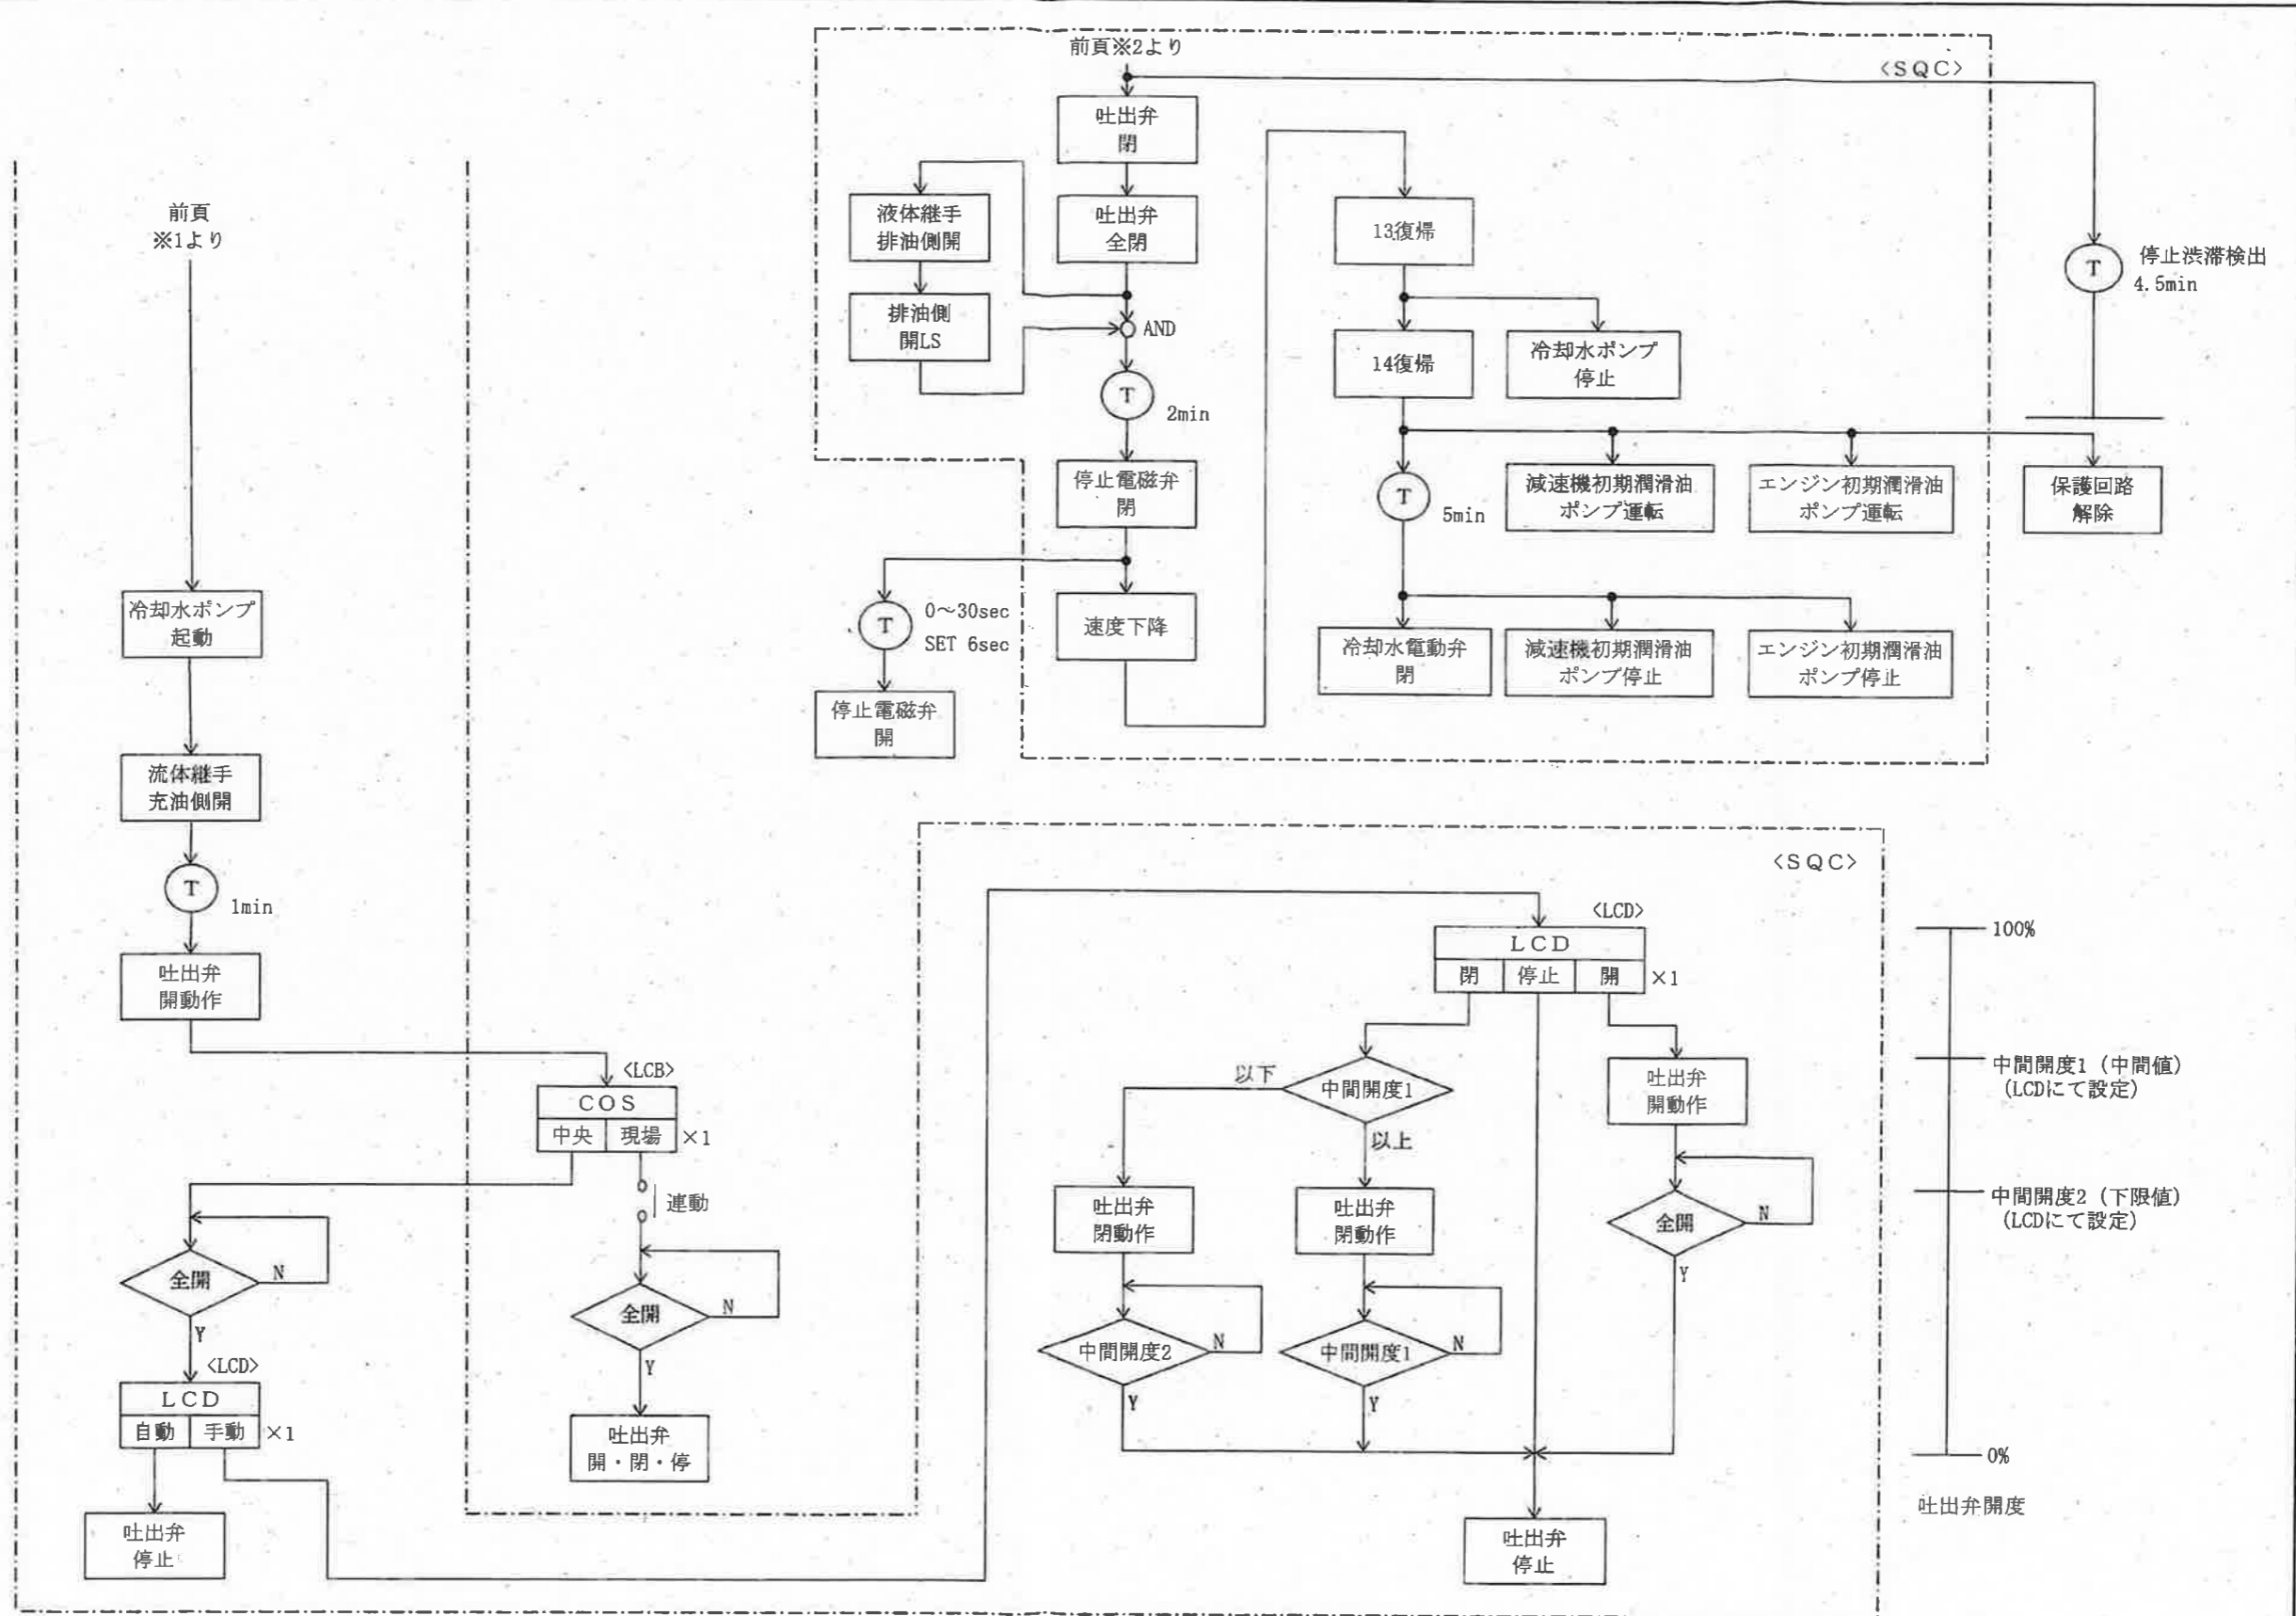 前頁※2より
<SQC>
吐出弁
閉
液体継手
排油側開
吐出弁
全閉
排油側
開LS
AND
T
2min
停止電磁弁
閉
T
0～30sec
SET 6sec
停止電磁弁
開
速度下降
13復帰
14復帰
冷却水ポンプ
停止
T
5min
減速機初期潤滑油
ポンプ運転
エンジン初期潤滑油
ポンプ運転
冷却水電動弁
閉
減速機初期潤滑油
ポンプ停止
エンジン初期潤滑油
ポンプ停止
T
停止渋滞検出
4.5min
保護回路
解除
前頁
※1より
冷却水ポンプ
起動
流体継手
充油側開
T
1min
吐出弁
開動作
<LCB>
COS
中央 現場 ×1
連動
全開
N
Y
吐出弁
開・閉・停
全開
N
Y
<LCD>
LCD
自動 手動 ×1
吐出弁
停止
<SQC>
<LCD>
LCD
閉 停止 開 ×1
以下
中間開度1
以上
吐出弁
閉動作
中間開度2
N
Y
吐出弁
閉動作
中間開度1
N
Y
吐出弁
開動作
全開
N
Y
吐出弁
停止
100%
中間開度1（中間値）
(LCDにて設定)
中間開度2（下限値）
(LCDにて設定)
0%
吐出弁開度